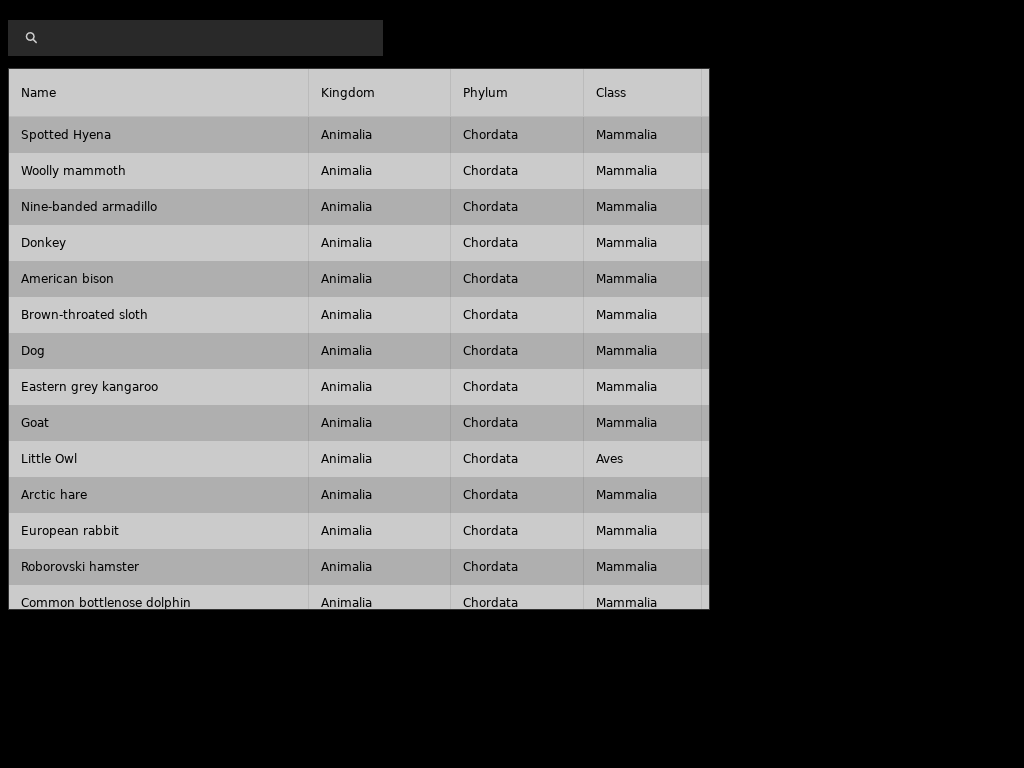 Name Kingdom Phylum Class
Spotted Hyena Animalia Chordata Mammalia
Woolly mammoth Animalia Chordata Mammalia
Nine-banded armadillo Animalia Chordata Mammalia
Donkey Animalia Chordata Mammalia
American bison Animalia Chordata Mammalia
Brown-throated sloth Animalia Chordata Mammalia
Dog Animalia Chordata Mammalia
Eastern grey kangaroo Animalia Chordata Mammalia
Goat Animalia Chordata Mammalia
Little Owl Animalia Chordata Aves
Arctic hare Animalia Chordata Mammalia
European rabbit Animalia Chordata Mammalia
Roborovski hamster Animalia Chordata Mammalia
Common bottlenose dolphin Animalia Chordata Mammalia